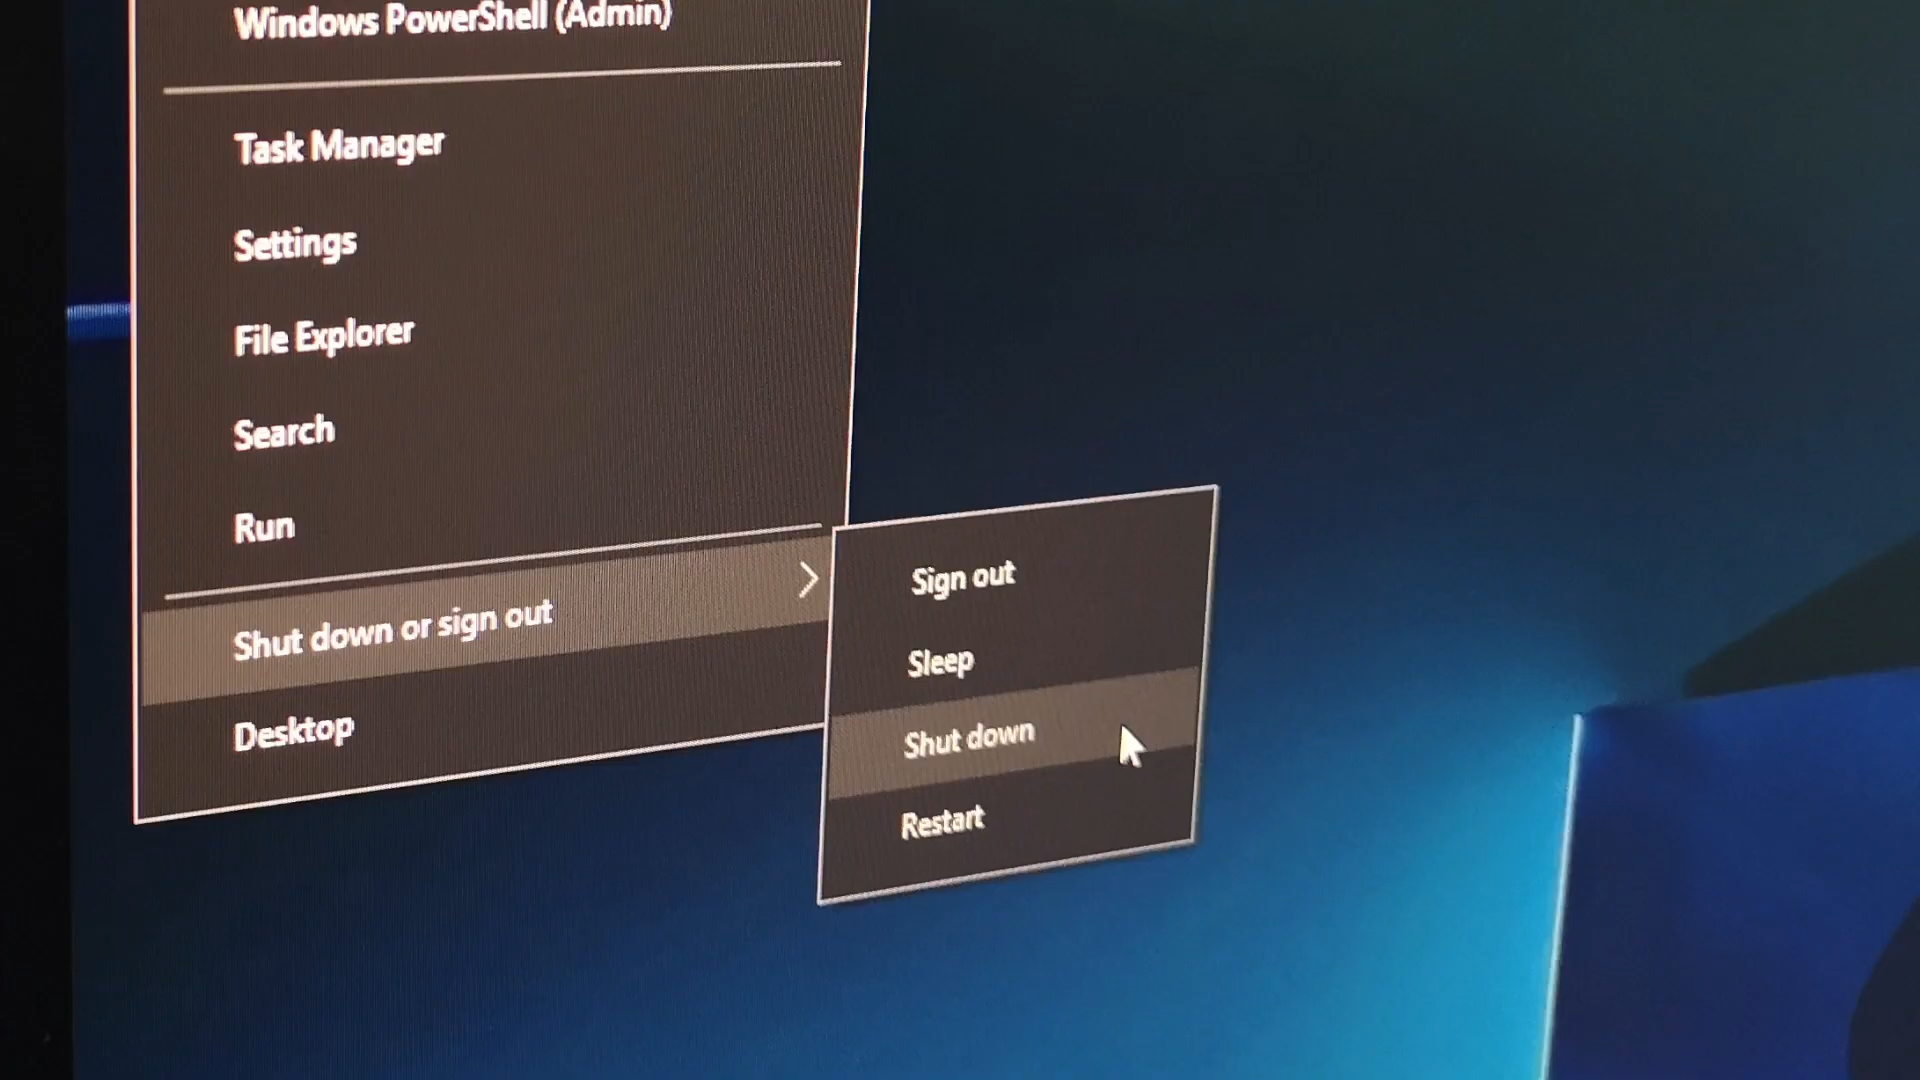 Windows PowerShell (Admin)
Task Manager
Settings
File Explorer
Search
Run
Shut down or sign out
Desktop
Sign out
Sleep
Shut down
Restart